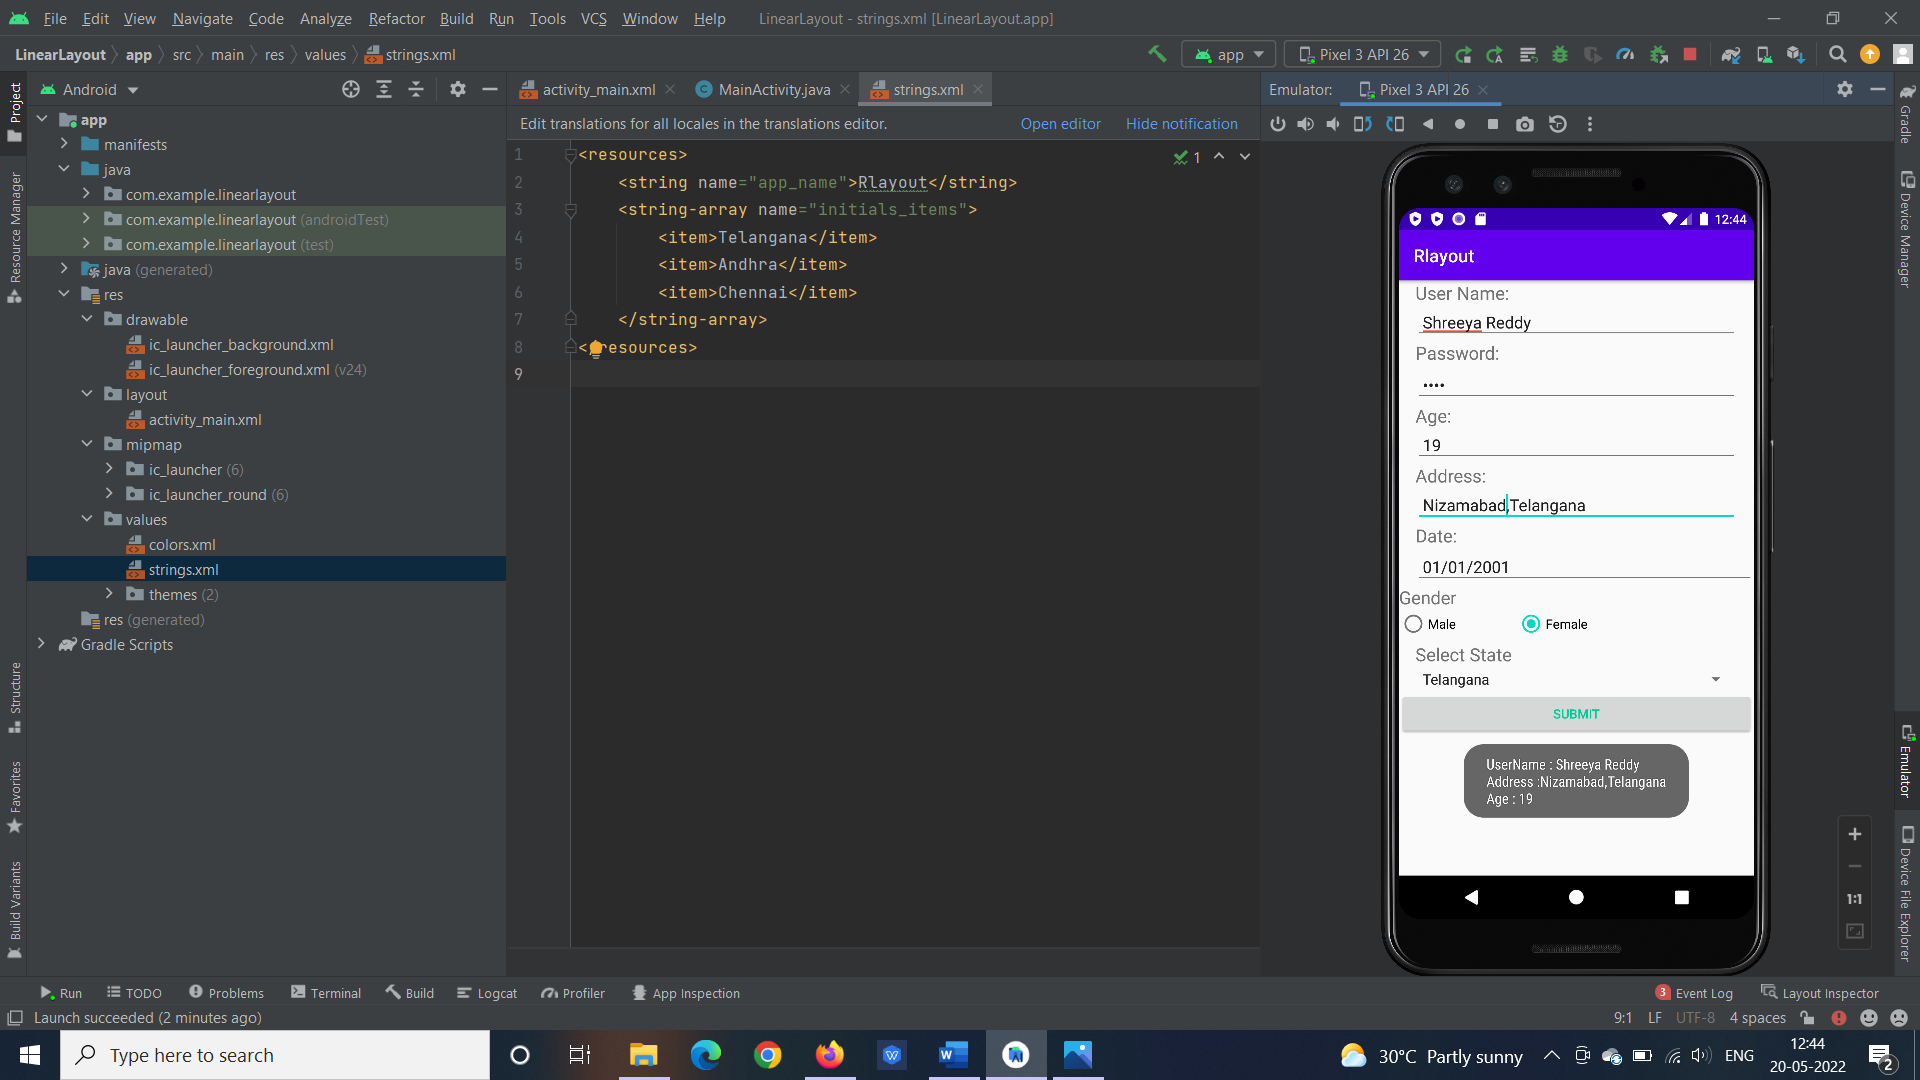 File Edit View Navigate Code Analyze Refactor Build Run Tools VCS Window Help LinearLayout - strings.xml [LinearLayout.app]
LinearLayout app src main res values strings.xml app Pixel 3 API 26
Project
Resource Manager
Structure
Favorites
Build Variants
Android
app
manifests
java
com.example.linearlayout
com.example.linearlayout (androidTest)
com.example.linearlayout (test)
java (generated)
res
drawable
ic_launcher_background.xml
ic_launcher_foreground.xml (v24)
layout
activity_main.xml
mipmap
ic_launcher (6)
ic_launcher_round (6)
values
colors.xml
strings.xml
themes (2)
res (generated)
Gradle Scripts
activity_main.xml MainActivity.java strings.xml
Edit translations for all locales in the translations editor. Open editor Hide notification
1 <resources> 1
2 <string name="app_name">Rlayout</string>
3 <string-array name="initials_items">
4 <item>Telangana</item>
5 <item>Andhra</item>
6 <item>Chennai</item>
7 </string-array>
8 <resources>
9
Emulator: Pixel 3 API 26
12:44
Rlayout
User Name:
Shreeya Reddy
Password:
••••
Age:
19
Address:
Nizamabad,Telangana
Date:
01/01/2001
Gender
Male Female
Select State
Telangana
SUBMIT
UserName : Shreeya Reddy
Address :Nizamabad,Telangana
Age : 19
1:1
Gradle
Device Manager
Emulator
Device File Explorer
Run TODO Problems Terminal Build Logcat Profiler App Inspection 3 Event Log Layout Inspector
Launch succeeded (2 minutes ago) 9:1 LF UTF-8 4 spaces
Type here to search 30°C Partly sunny ENG 12:44
20-05-2022 2